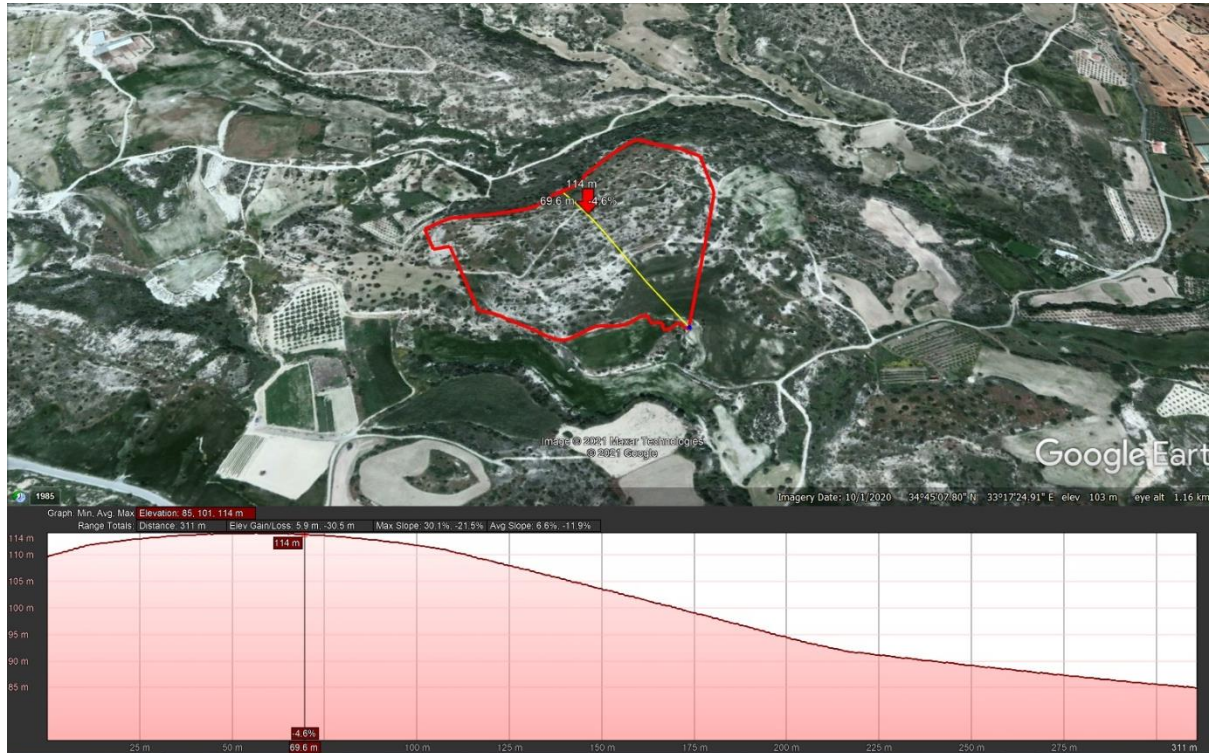 114 m
69.6 m -4.6%
Image © 2021 Maxar Technologies
© 2021 Google
Google Eart
1985
Imagery Date: 10/1/2020 34°45'07.80" N 33°17'24.91" E elev 103 m eye alt 1.16 km
Graph: Min, Avg, Max Elevation: 85, 101, 114 m
Range Totals: Distance: 311 m Elev Gain/Loss: 5.9 m, -30.5 m Max Slope: 30.1%, -21.5% Avg Slope: 6.6%, -11.9%
114 m
114 m
110 m
105 m
100 m
95 m
90 m
85 m
-4.6%
25 m 50 m 69.6 m 100 m 125 m 150 m 175 m 200 m 225 m 250 m 275 m 311 m